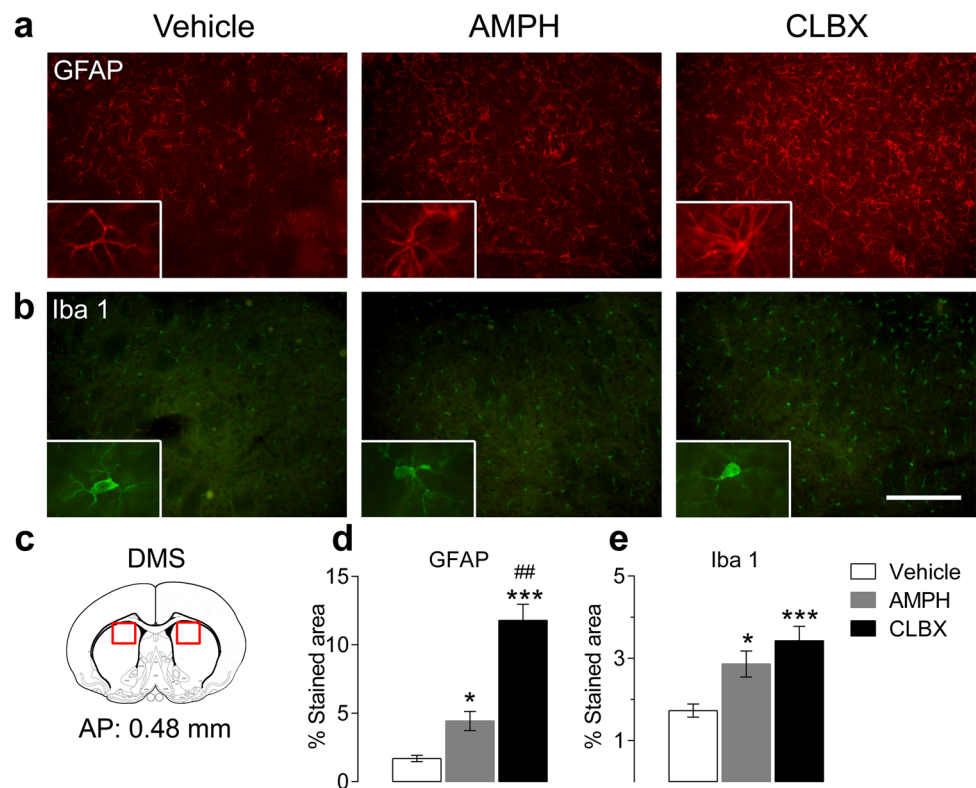 a
Vehicle
AMPH
CLBX
GFAP
b
Iba 1
c
DMS
AP: 0.48 mm
d
GFAP
% Stained area
15
10
5
0
*
##
***
e
Iba 1
% Stained area
5
3
1
*
***
Vehicle
AMPH
CLBX